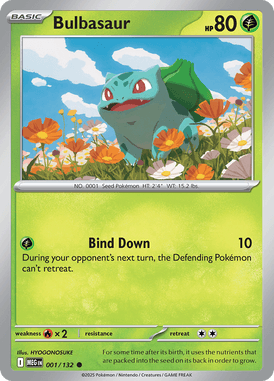 BASIC
Bulbasaur
HP80
NO. 0001 Seed Pokémon HT: 2'4" WT: 15.2 lbs.
Bind Down 10
During your opponent's next turn, the Defending Pokémon
can't retreat.
weakness ×2 resistance retreat
Illus. HYOGONOSUKE
MEG EN 001/132
For some time after its birth, it uses the nutrients that are
packed into the seed on its back in order to grow.
©2025 Pokémon / Nintendo / Creatures / GAME FREAK